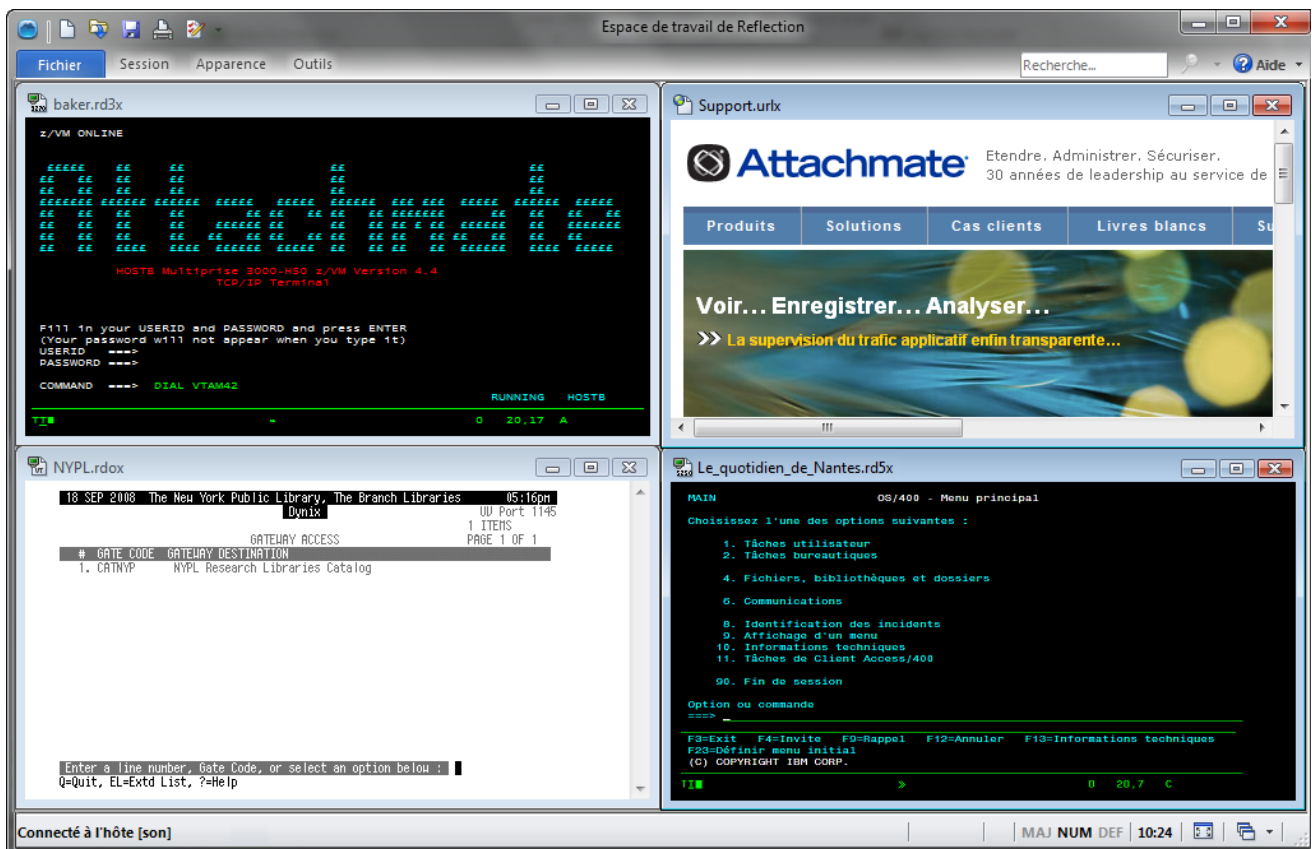 Espace de travail de Reflection
Fichier Session Apparence Outils Recherche... Aide
baker.rd3x
z/VM ONLINE
Attachmate
HOSTB Multiprise 3000-H50 z/VM Version 4.4
TCP/IP Terminal
Fill in your USERID and PASSWORD and press ENTER
(Your password will not appear when you type it)
USERID ===>
PASSWORD ===>
COMMAND ===> DIAL VTAM42
RUNNING HOSTB
0 20,17 A
Support.urlx
Attachmate
Etendre. Administrer. Sécuriser.
30 années de leadership au service de
Produits Solutions Cas clients Livres blancs Su
Voir... Enregistrer... Analyser...
>> La supervision du trafic applicatif enfin transparente...
NYPL.rdox
18 SEP 2008 The New York Public Library, The Branch Libraries 05:16pm
Dynix UV Port 1145
1 ITEMS
GATEWAY ACCESS PAGE 1 OF 1
# GATE CODE GATEWAY DESTINATION
1. CATNYP NYPL Research Libraries Catalog
Enter a line number, Gate Code, or select an option below :
Q=Quit, EL=Extd List, ?=Help
Le_quotidien_de_Nantes.rd5x
MAIN OS/400 - Menu principal
Choisissez l'une des options suivantes :
1. Tâches utilisateur
2. Tâches bureautiques
4. Fichiers, bibliothèques et dossiers
6. Communications
8. Identification des incidents
9. Affichage d'un menu
10. Informations techniques
11. Tâches de Client Access/400
90. Fin de session
Option ou commande
===> _
F3=Exit F4=Invite F9=Rappel F12=Annuler F13=Informations techniques
F23=Définir menu initial
(C) COPYRIGHT IBM CORP.
0 20,7 C
Connecté à l'hôte [son] MAJ NUM DEF 10:24